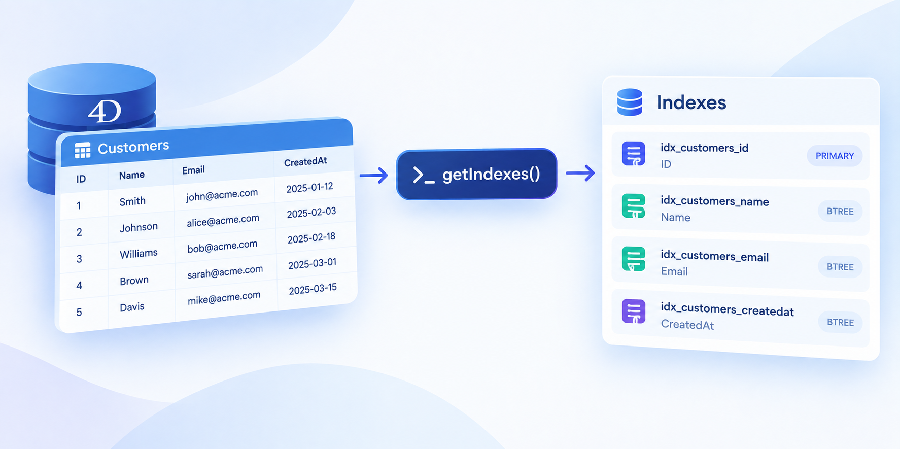 4D
Customers
ID Name Email CreatedAt
1 Smith john@acme.com 2025-01-12
2 Johnson alice@acme.com 2025-02-03
3 Williams bob@acme.com 2025-02-18
4 Brown sarah@acme.com 2025-03-01
5 Davis mike@acme.com 2025-03-15
>_ getIndexes()
Indexes
idx_customers_id
ID
PRIMARY
idx_customers_name
Name
BTREE
idx_customers_email
Email
BTREE
idx_customers_createdat
CreatedAt
BTREE